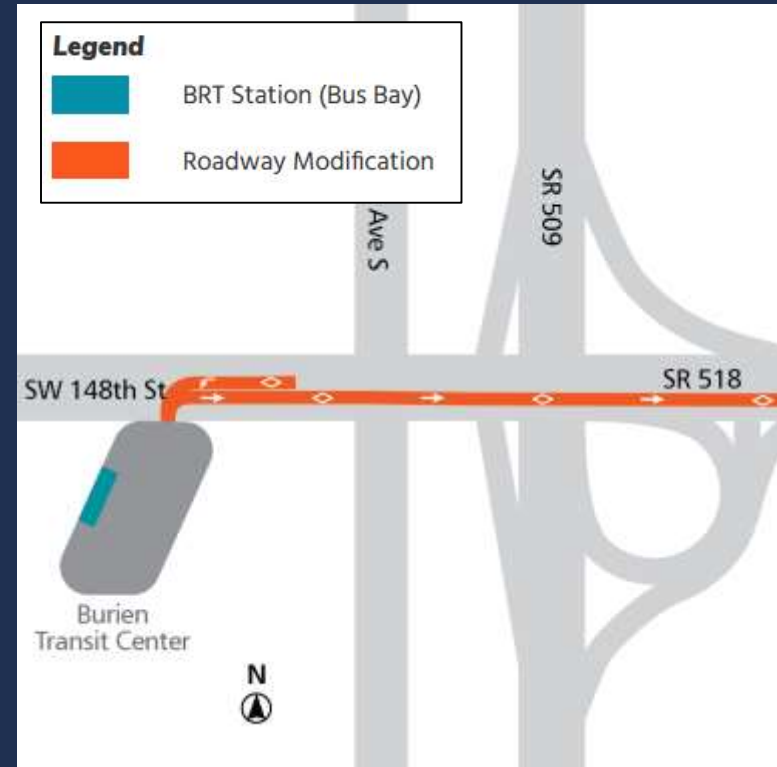 Legend
BRT Station (Bus Bay)
Roadway Modification
Ave S
SR 509
SW 148th St
SR 518
Burien
Transit Center
N